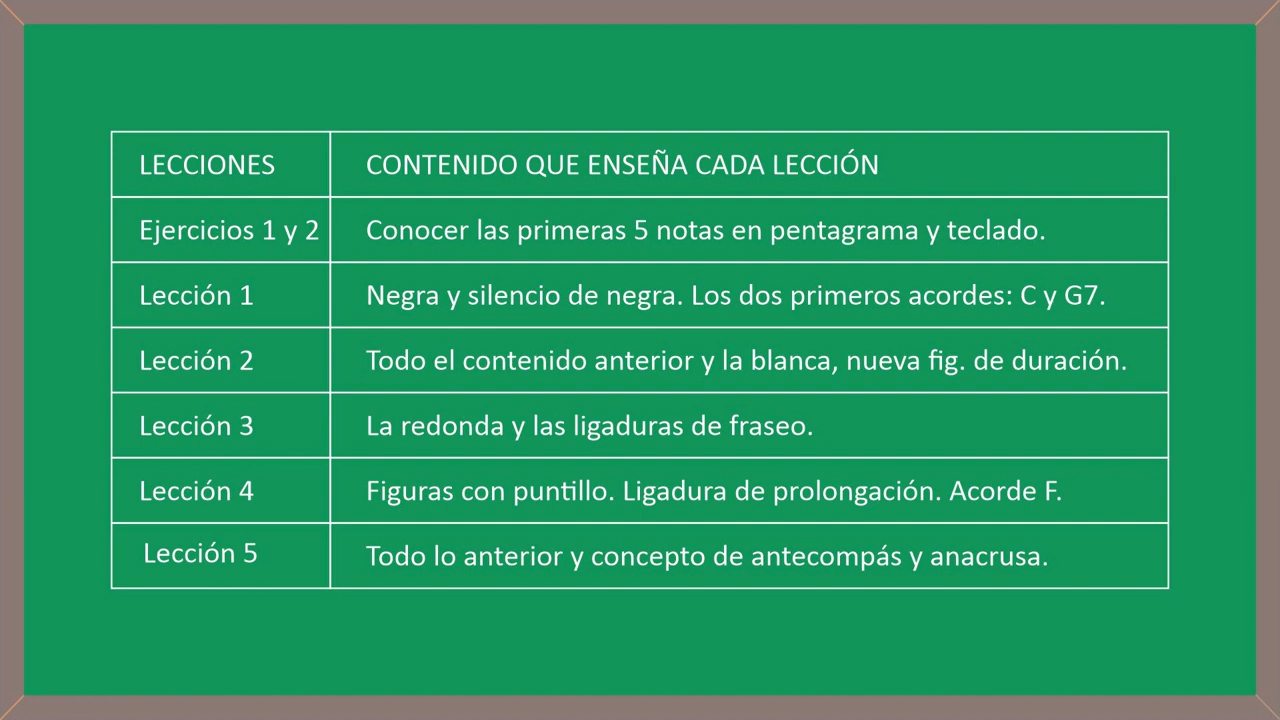 LECCIONES CONTENIDO QUE ENSEÑA CADA LECCIÓN
Ejercicios 1 y 2 Conocer las primeras 5 notas en pentagrama y teclado.
Lección 1 Negra y silencio de negra. Los dos primeros acordes: C y G7.
Lección 2 Todo el contenido anterior y la blanca, nueva fig. de duración.
Lección 3 La redonda y las ligaduras de fraseo.
Lección 4 Figuras con puntillo. Ligadura de prolongación. Acorde F.
Lección 5 Todo lo anterior y concepto de antecompás y anacrusa.